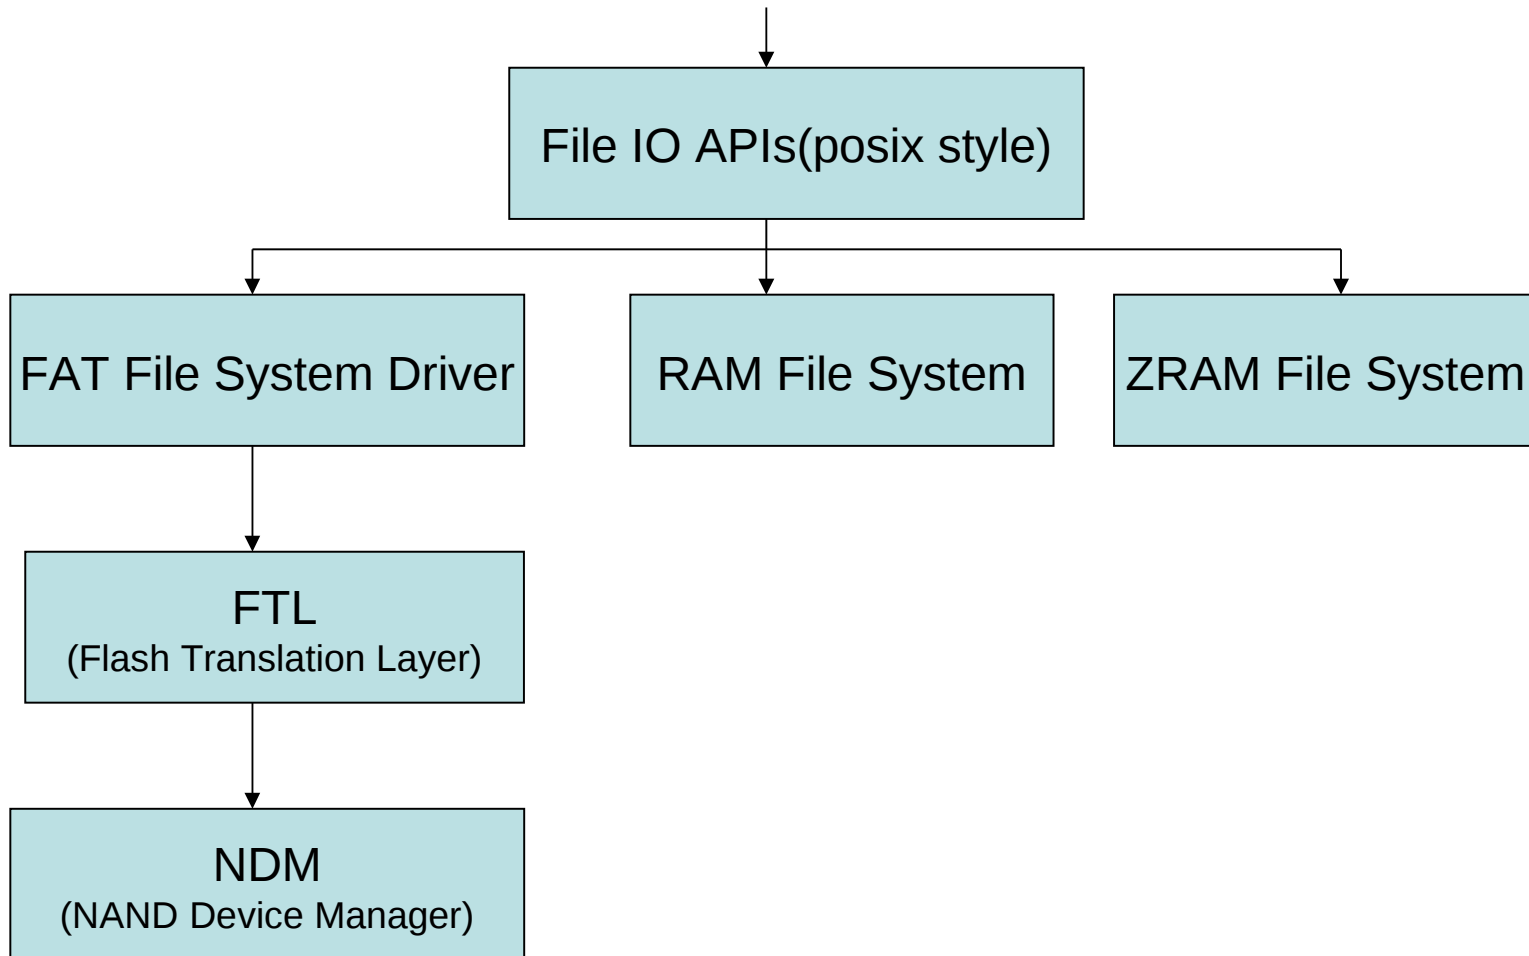 File IO APIs(posix style)
FAT File System Driver
RAM File System
ZRAM File System
FTL
(Flash Translation Layer)
NDM
(NAND Device Manager)